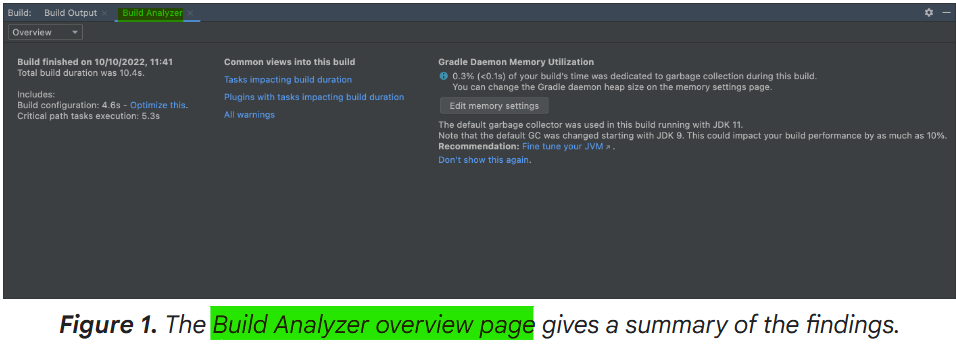 Build: Build Output × Build Analyzer ×
Overview
Build finished on 10/10/2022, 11:41
Total build duration was 10.4s.
Includes:
Build configuration: 4.6s - Optimize this.
Critical path tasks execution: 5.3s
Common views into this build
Tasks impacting build duration
Plugins with tasks impacting build duration
All warnings
Gradle Daemon Memory Utilization
0.3% (<0.1s) of your build's time was dedicated to garbage collection during this build.
You can change the Gradle daemon heap size on the memory settings page.
Edit memory settings
The default garbage collector was used in this build running with JDK 11.
Note that the default GC was changed starting with JDK 9. This could impact your build performance by as much as 10%.
Recommendation: Fine tune your JVM ↗ .
Don't show this again.
Figure 1. The Build Analyzer overview page gives a summary of the findings.